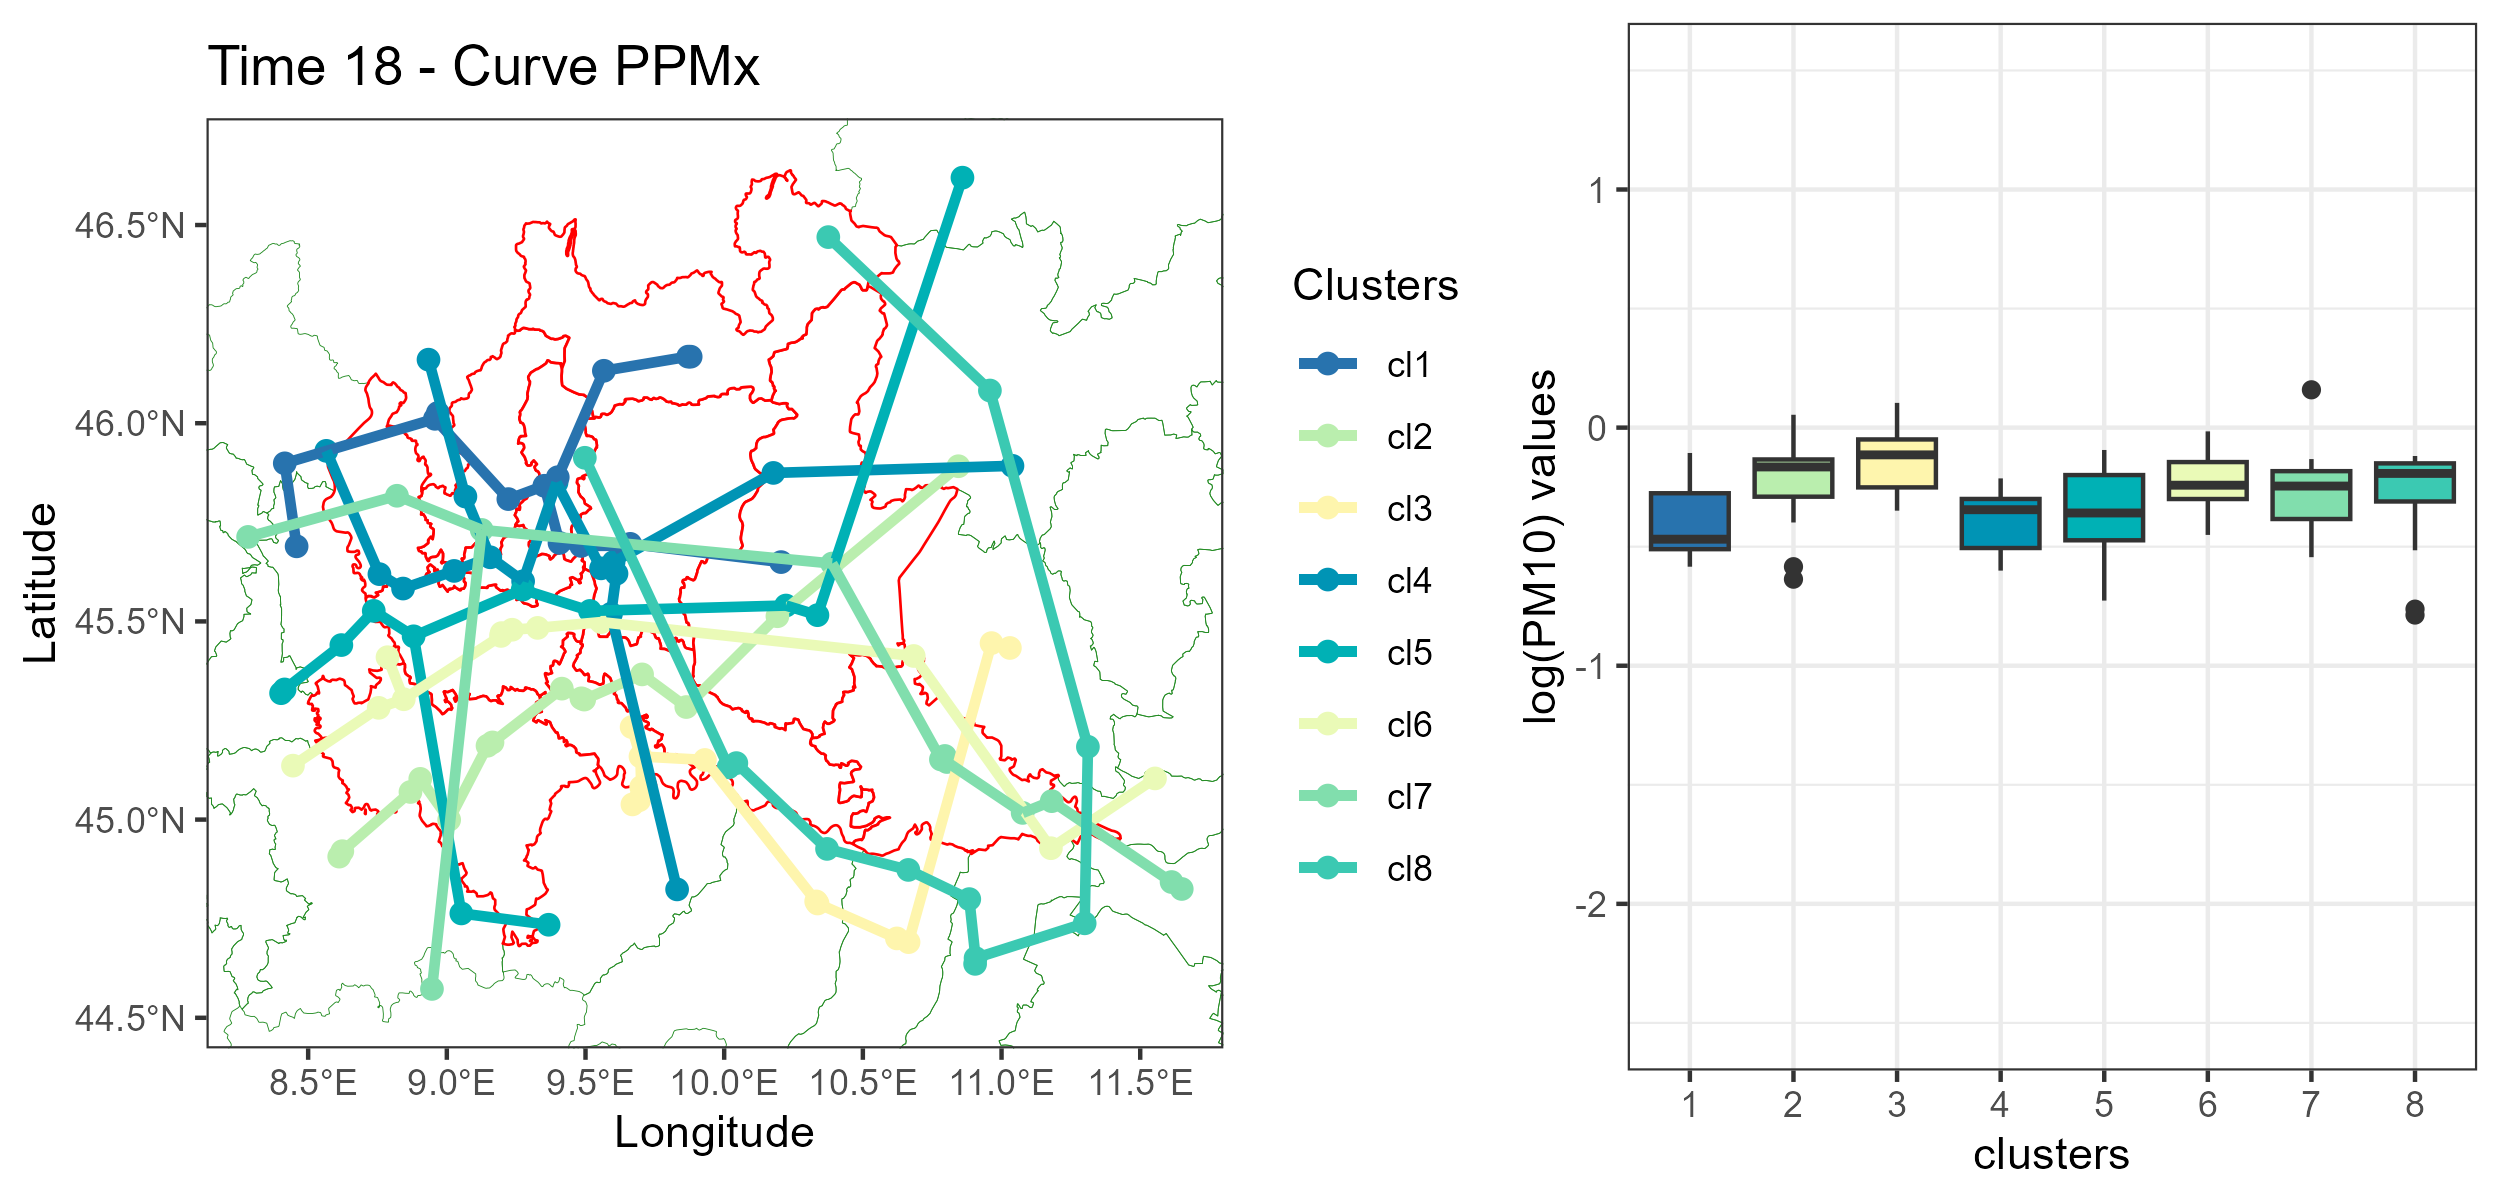 Time 18 - Curve PPMx
Latitude
46.5°N
46.0°N
45.5°N
45.0°N
44.5°N
8.5°E 9.0°E 9.5°E 10.0°E 10.5°E 11.0°E 11.5°E
Longitude
Clusters
cl1
cl2
cl3
cl4
cl5
cl6
cl7
cl8
log(PM10) values
1
0
-1
-2
1 2 3 4 5 6 7 8
clusters